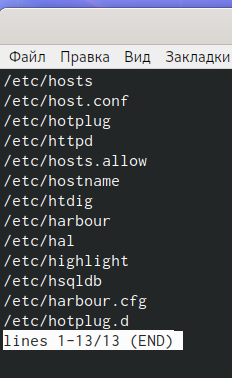 Файл Правка Вид Закладки
/etc/hosts
/etc/host.conf
/etc/hotplug
/etc/httpd
/etc/hosts.allow
/etc/hostname
/etc/htdig
/etc/harbour
/etc/hal
/etc/highlight
/etc/hsqldb
/etc/harbour.cfg
/etc/hotplug.d
lines 1-13/13 (END)